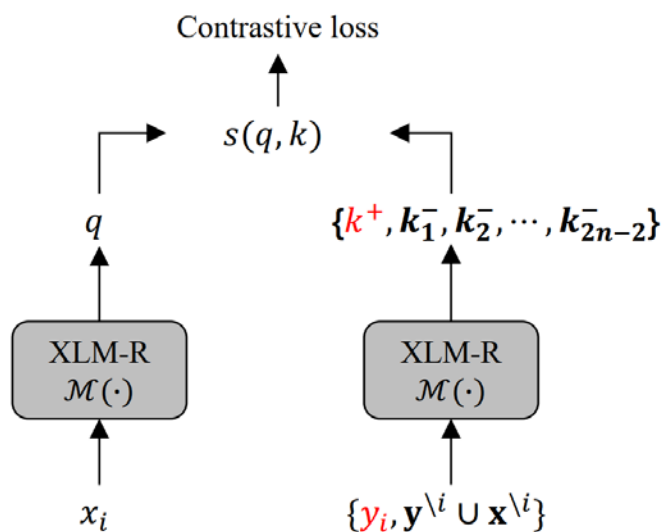 Contrastive loss
s(q, k)
q
{k⁺, k₁⁻, k₂⁻, ⋯, k₂ₙ₋₂⁻}
XLM-R
ℳ(·)
XLM-R
ℳ(·)
xᵢ
{yᵢ, y\ⁱ ∪ x\ⁱ}